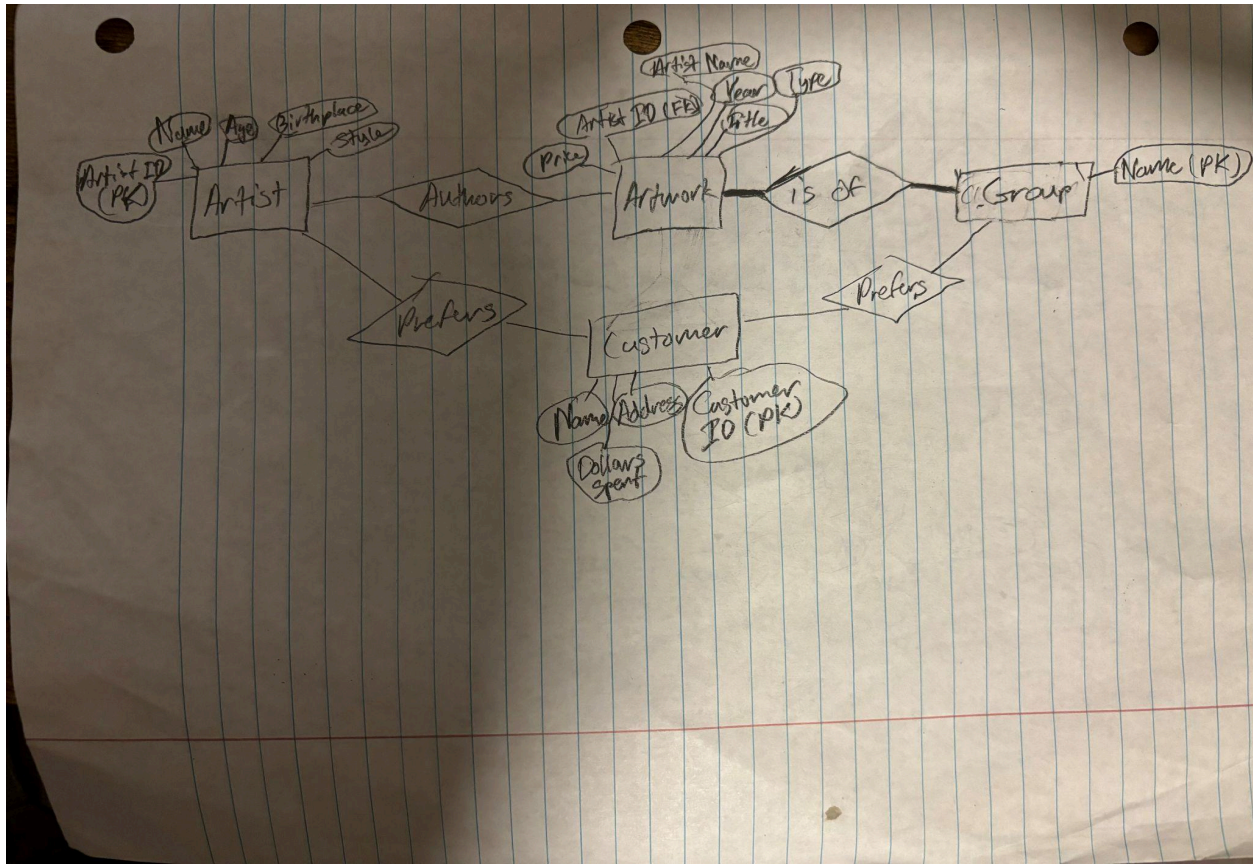 Artist Name
Year
Type
Artist ID (FK)
Title
Name
Age
Birthplace
Style
Price
Artist ID
(PK)
Artist
Authors
Artwork
is of
Group
Name (PK)
Prefers
Prefers
Customer
Name
Address
Customer
ID (PK)
Dollars
Spent